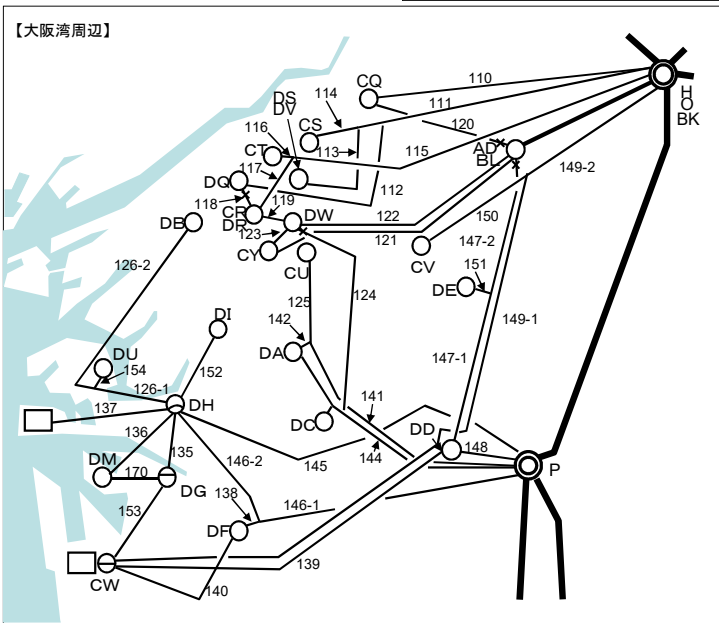 【大阪湾周辺】
CQ
110
H
O
BK
DS
DV
114
111
CS
120
116
CT
113
115
AD
BL
149-2
117
DQ
112
118
119
CR
DR
DW
122
150
DB
123
121
147-2
CY
CV
CU
151
126-2
DE
125
124
149-1
DI
142
DU
DA
147-1
154
152
126-1
141
137
DH
DC
DD
136
148
135
145
144
P
DM
146-2
170
DG
138
146-1
153
DF
139
CW
140